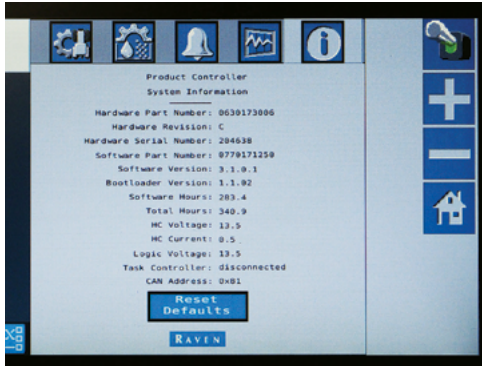 Product Controller
System Information
Hardware Part Number: 0630173006
Hardware Revision: C
Hardware Serial Number: 204638
Software Part Number: 0770171250
Software Version: 3.1.0.1
Bootloader Version: 1.1.02
Software Hours: 203.4
Total Hours: 340.9
HC Voltage: 13.5
HC Current: 0.5
Logic Voltage: 13.5
Task Controller: disconnected
CAN Address: 0x81
Reset
Defaults
RAVEN